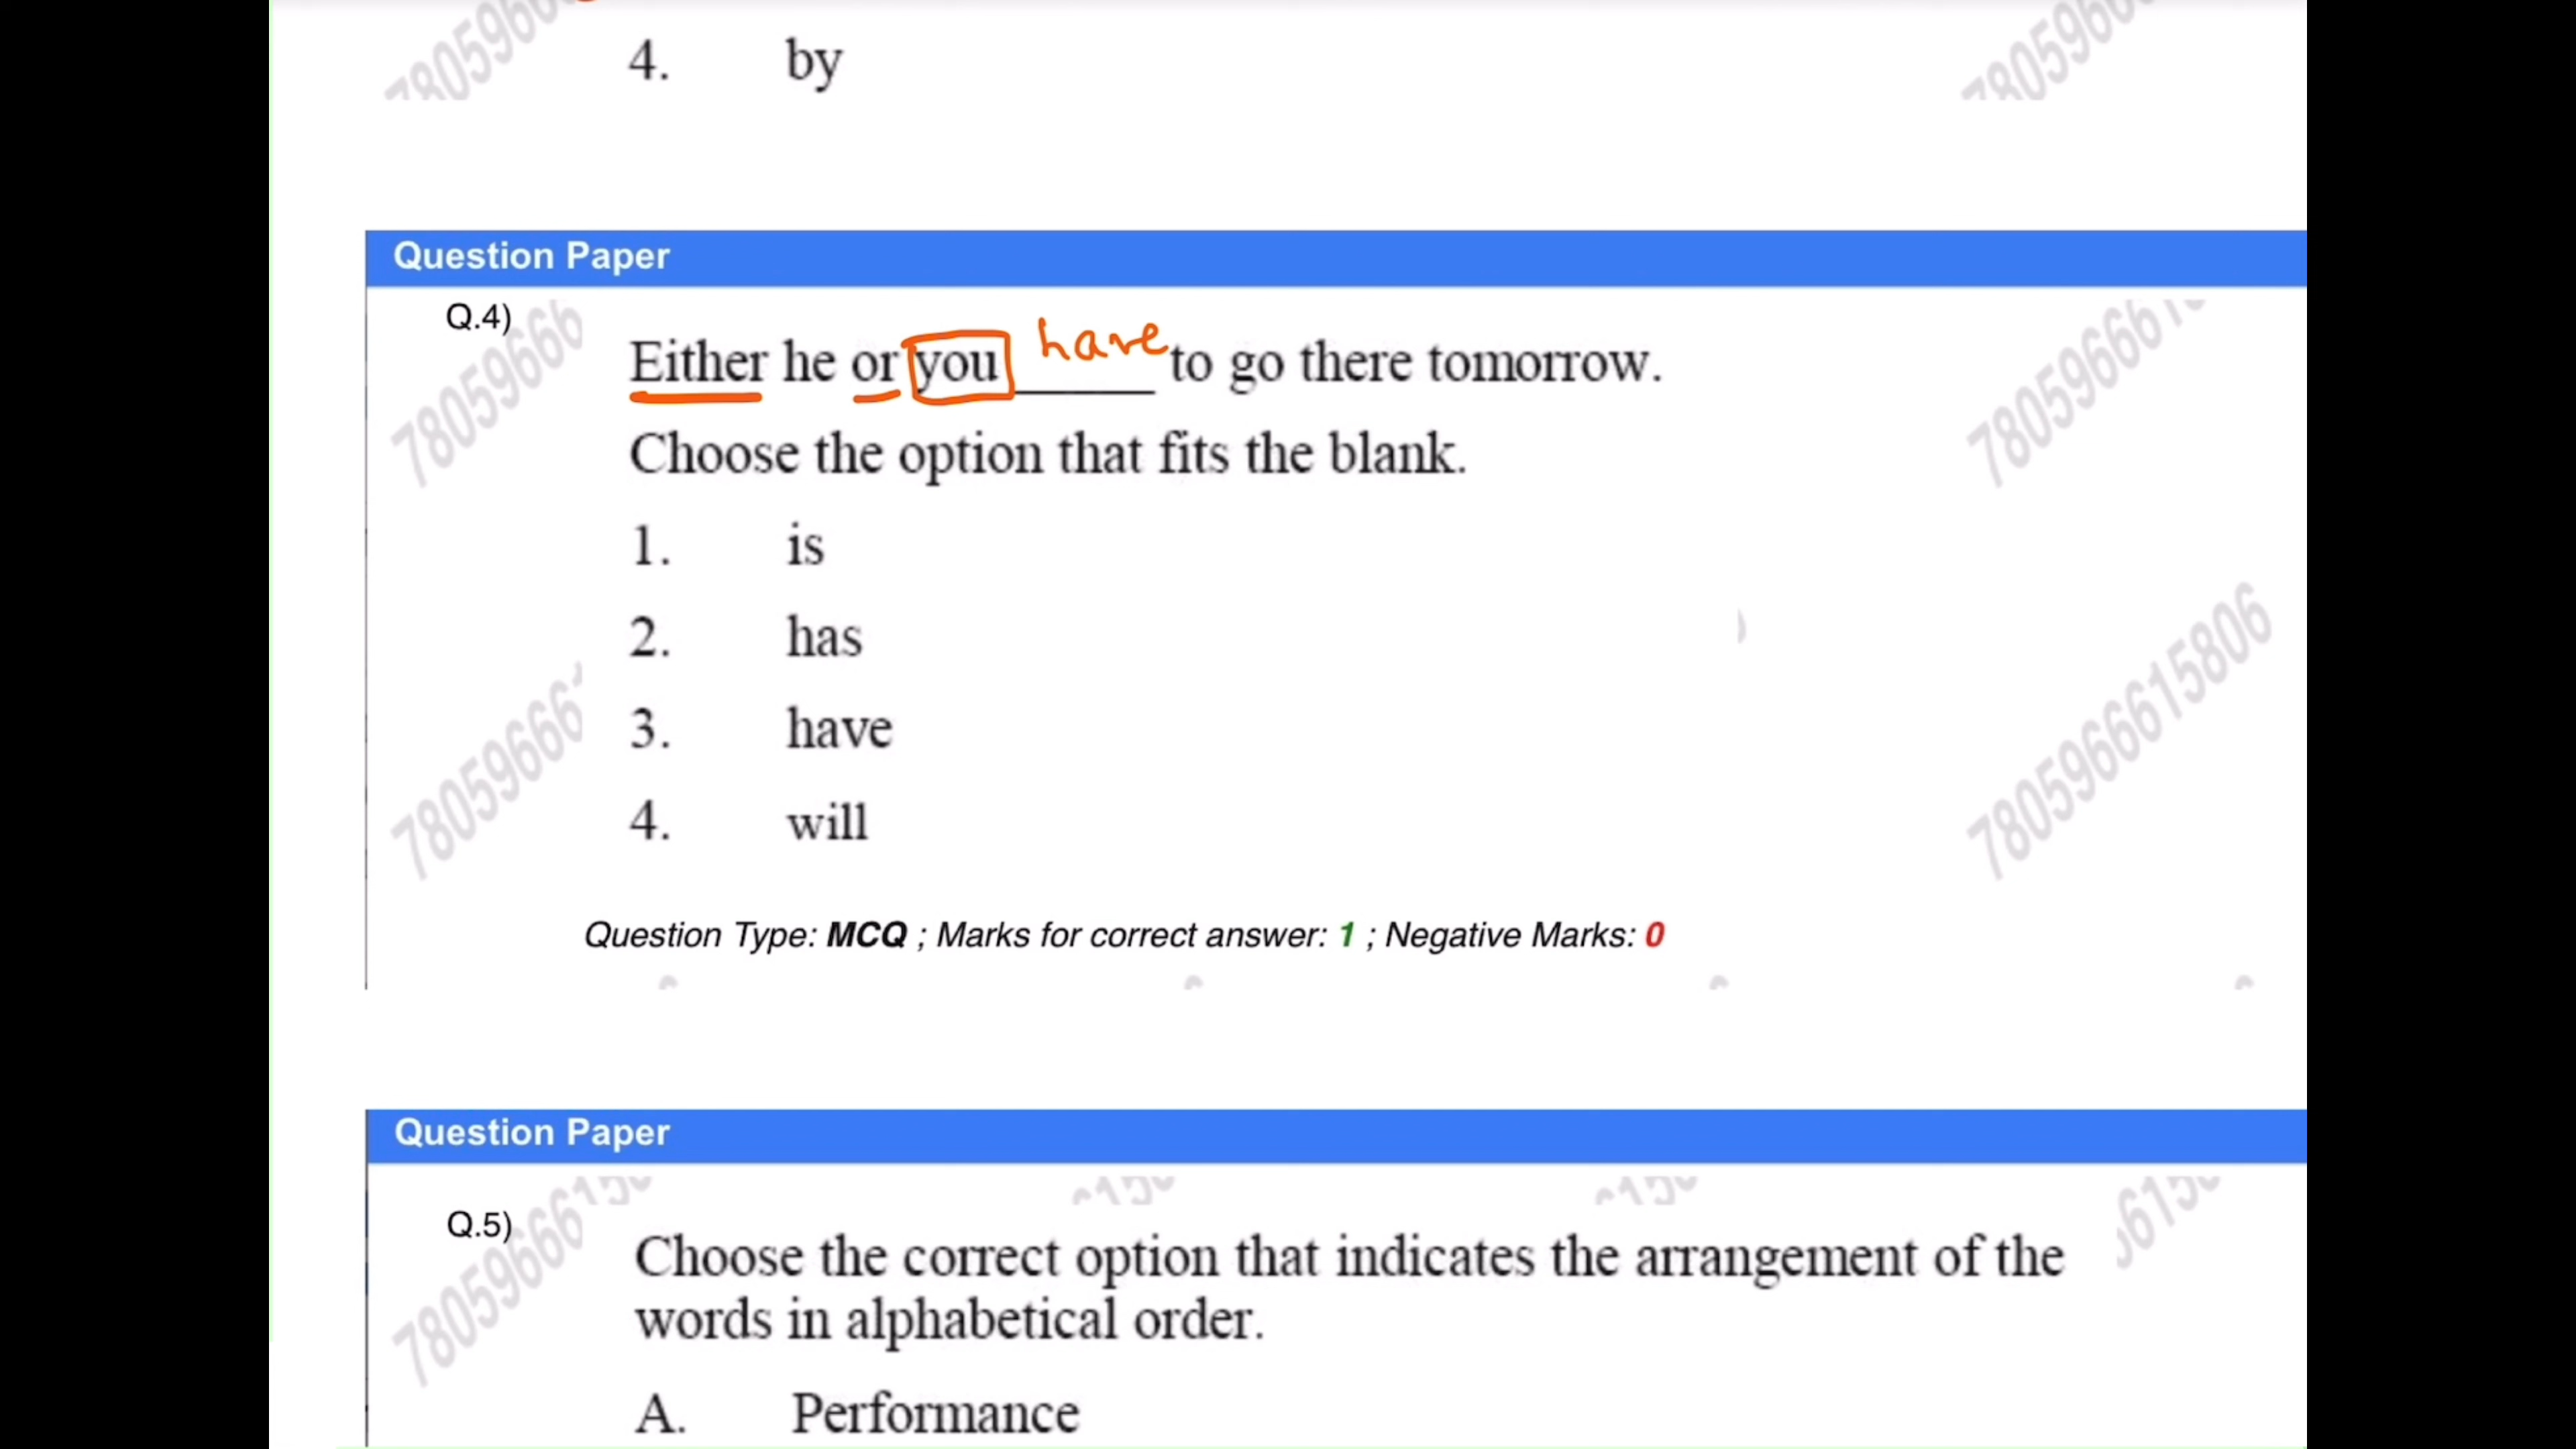 4. by
Question Paper
Q.4)
Either he or you have _____ to go there tomorrow.
Choose the option that fits the blank.
1. is
2. has
3. have
4. will
Question Type: MCQ ; Marks for correct answer: 1 ; Negative Marks: 0
7805966615806
Question Paper
Q.5)
Choose the correct option that indicates the arrangement of the
words in alphabetical order.
A. Performance